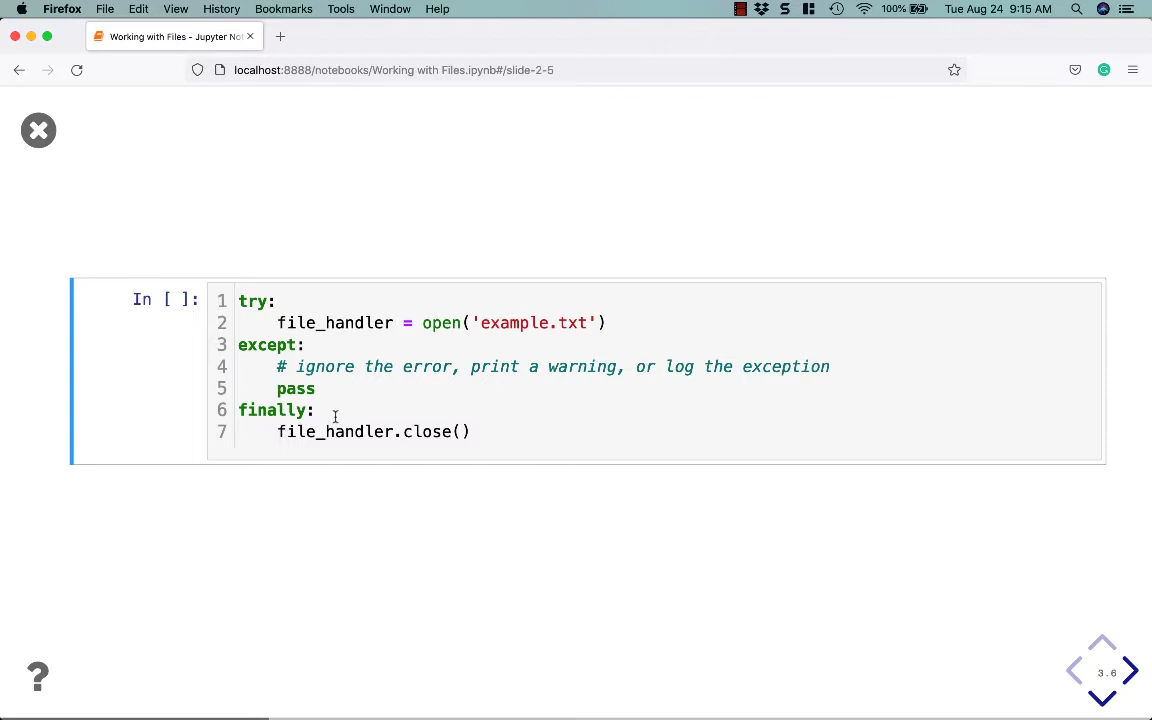 Firefox File Edit View History Bookmarks Tools Window Help 100% Tue Aug 24 9:15 AM
Working with Files - Jupyter Not
localhost:8888/notebooks/Working with Files.ipynb#/slide-2-5
In [ ]:
1 try:
2 file_handler = open('example.txt')
3 except:
4 # ignore the error, print a warning, or log the exception
5 pass
6 finally:
7 file_handler.close()
?
3.6